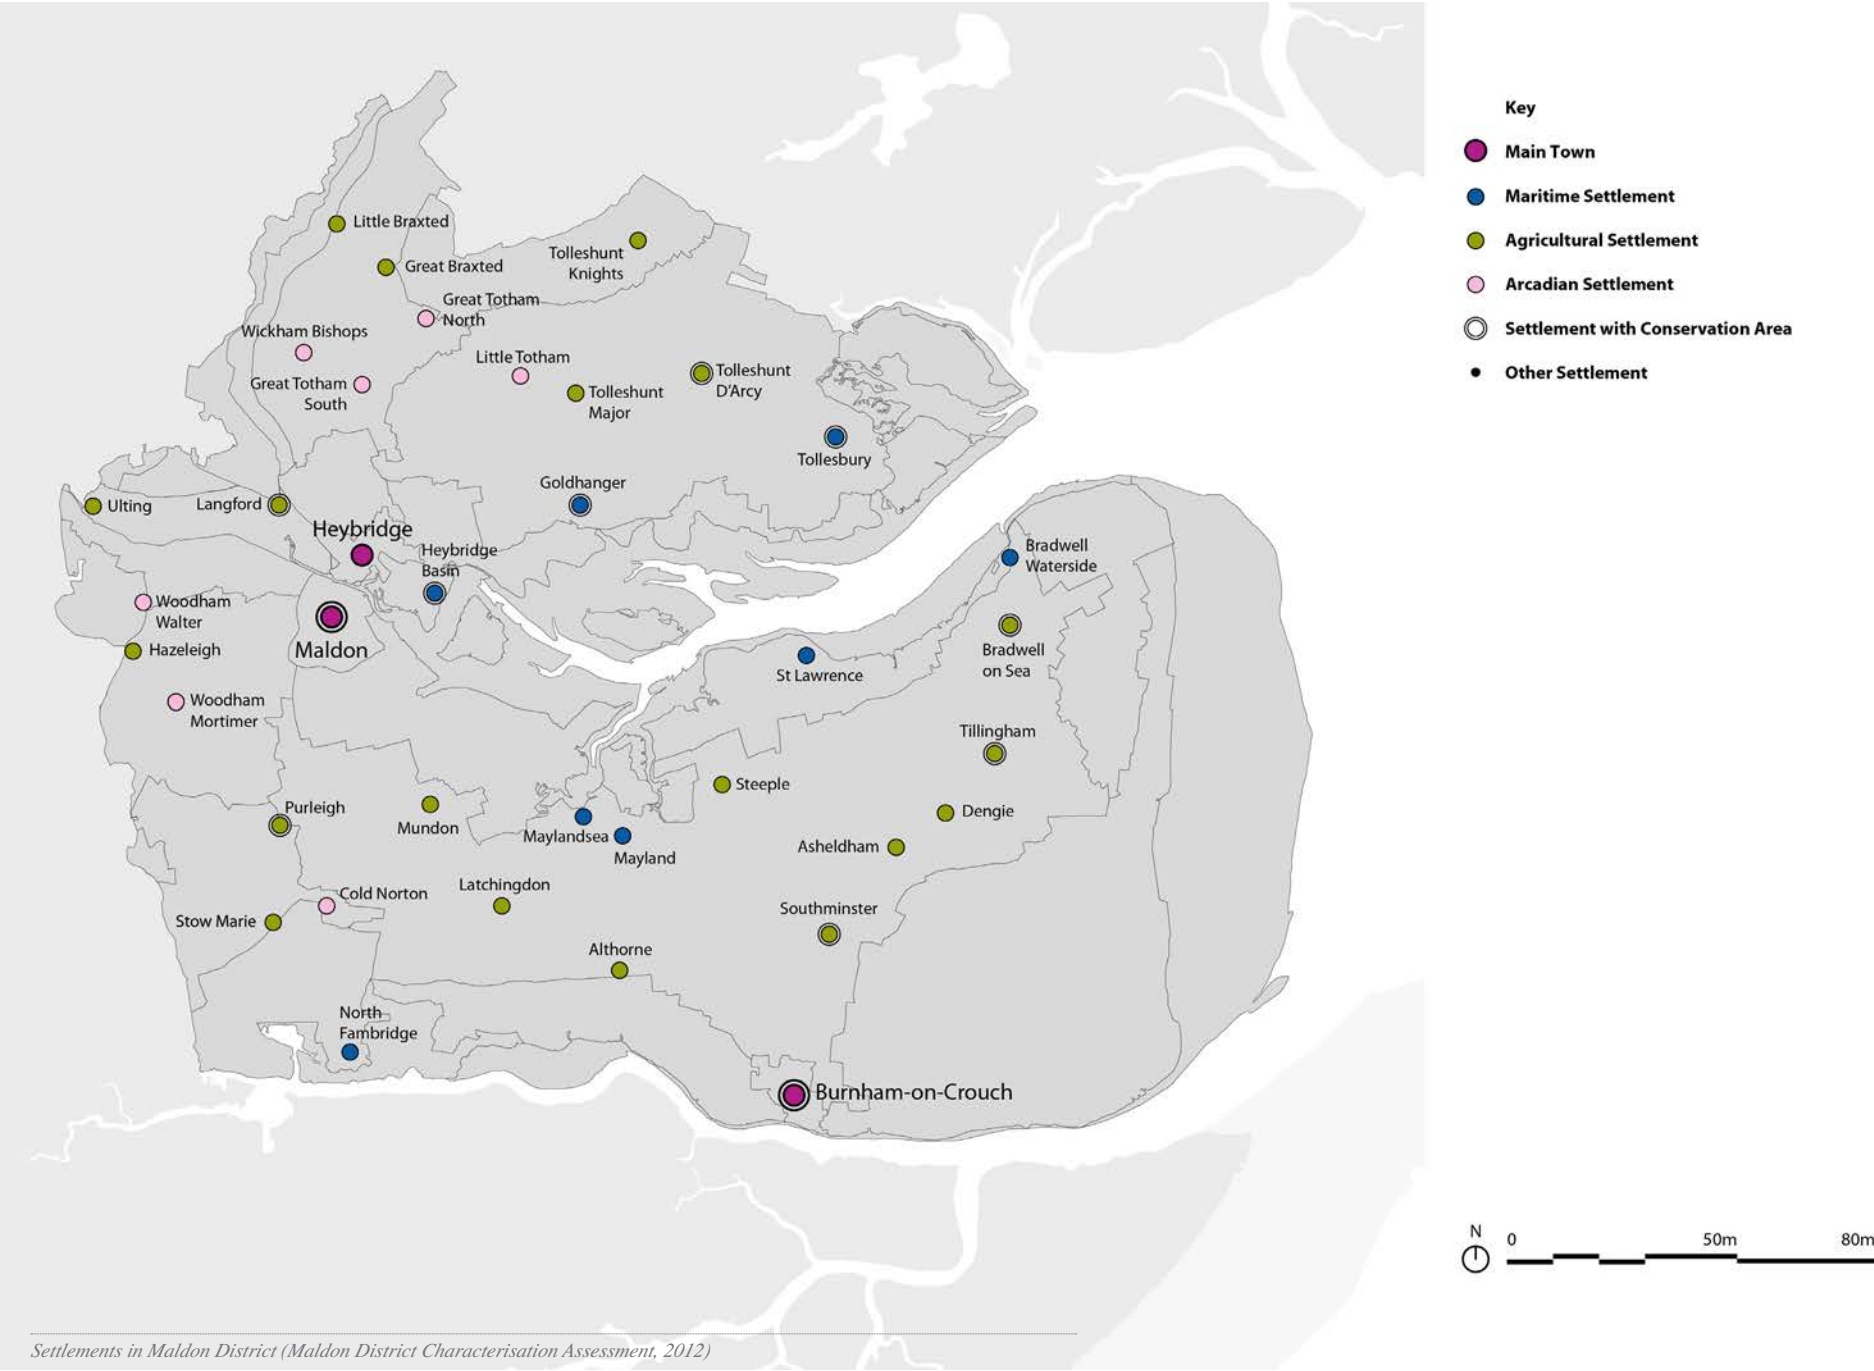 Key
Main Town
Maritime Settlement
Agricultural Settlement
Arcadian Settlement
Settlement with Conservation Area
Other Settlement
Little Braxted
Great Braxted
Tolleshunt
Knights
Great Totham
North
Wickham Bishops
Little Totham
Great Totham
South
Tolleshunt
Major
Tolleshunt
D'Arcy
Tollesbury
Goldhanger
Ulting
Langford
Heybridge
Heybridge
Basin
Bradwell
Waterside
Woodham
Walter
Maldon
Hazeleigh
Bradwell
on Sea
St Lawrence
Woodham
Mortimer
Tillingham
Steeple
Purleigh
Mundon
Dengie
Maylandsea
Mayland
Asheldham
Latchingdon
Cold Norton
Stow Marie
Southminster
Althorne
North
Fambridge
Burnham-on-Crouch
N
0 50m 80m
Settlements in Maldon District (Maldon District Characterisation Assessment, 2012)